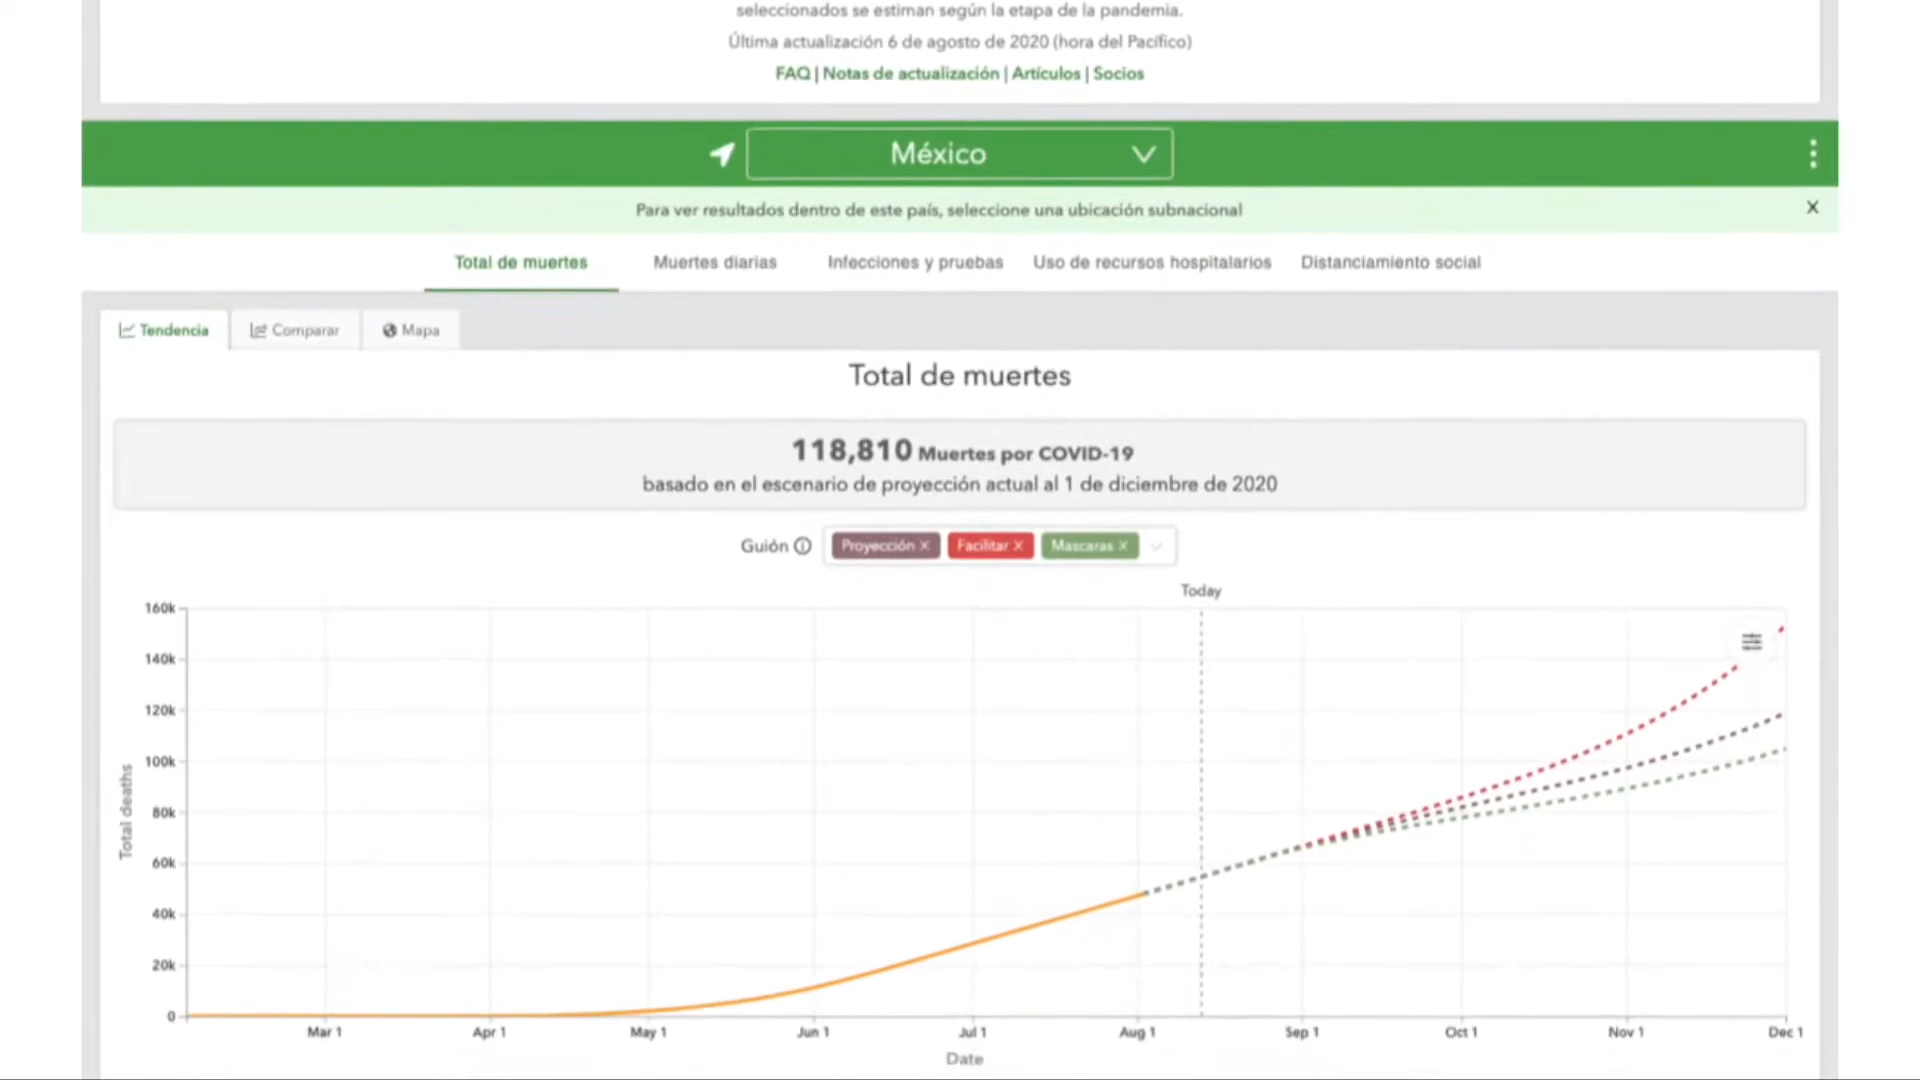 seleccionados se estiman según la etapa de la pandemia.
Última actualización 6 de agosto de 2020 (hora del Pacífico)
FAQ | Notas de actualización | Artículos | Socios
México
Para ver resultados dentro de este país, seleccione una ubicación subnacional X
Total de muertes Muertes diarias Infecciones y pruebas Uso de recursos hospitalarios Distanciamiento social
Tendencia Comparar Mapa
Total de muertes
118,810 Muertes por COVID-19
basado en el escenario de proyección actual al 1 de diciembre de 2020
Guión Proyección × Facilitar × Mascaras ×
Today
160k
140k
120k
100k
80k
60k
40k
20k
0
Total deaths
Mar 1 Apr 1 May 1 Jun 1 Jul 1 Aug 1 Sep 1 Oct 1 Nov 1 Dec 1
Date